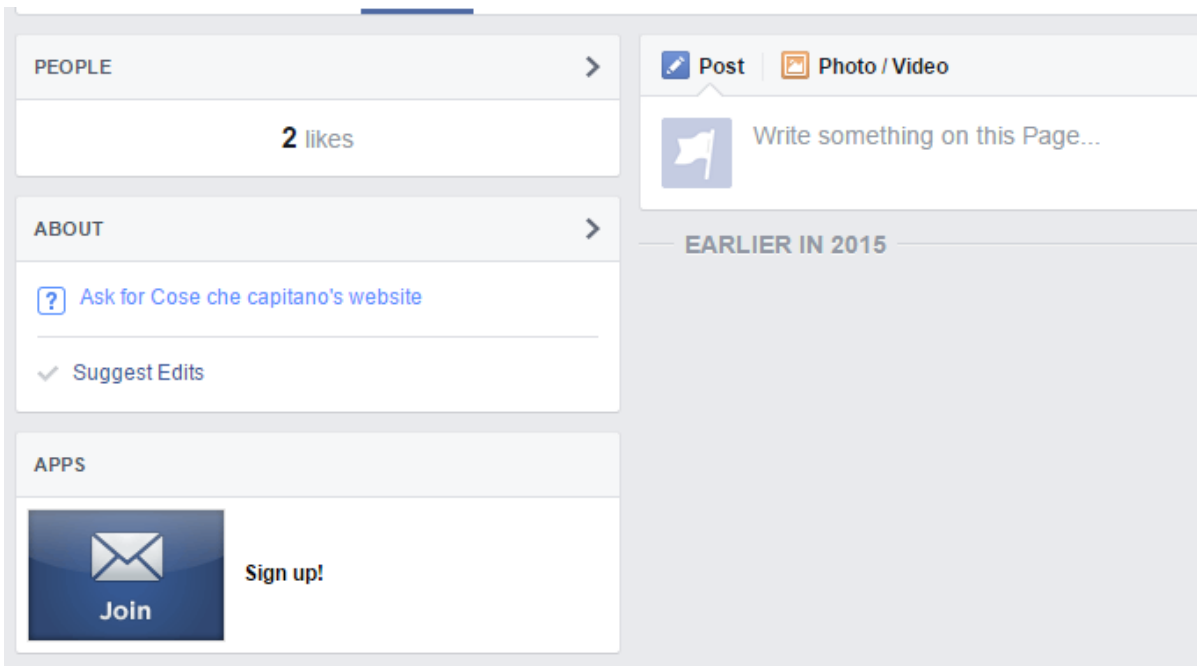 PEOPLE
2 likes
ABOUT
? Ask for Cose che capitano's website
Suggest Edits
APPS
Join
Sign up!
Post
Photo / Video
Write something on this Page...
EARLIER IN 2015